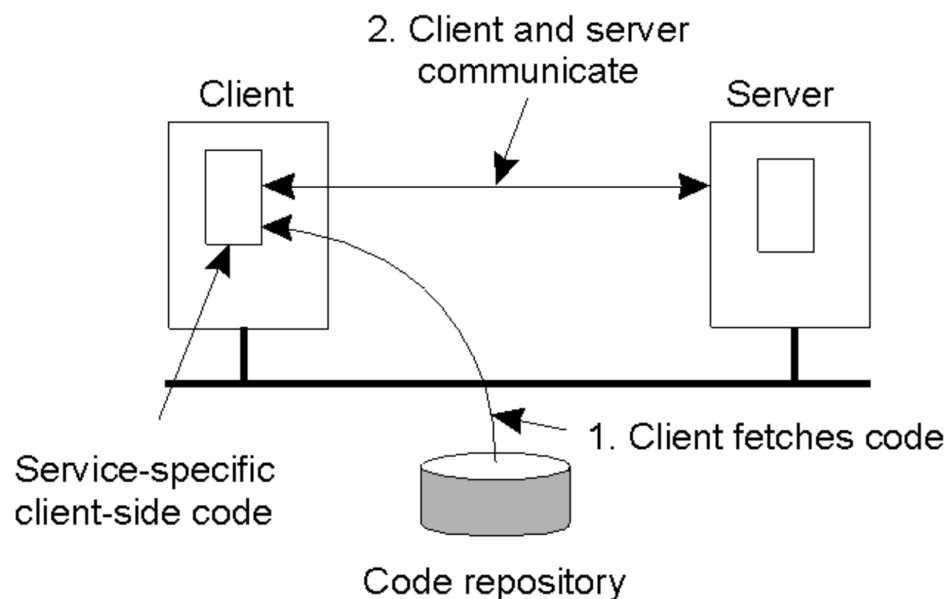 2. Client and server
communicate
Client
Server
1. Client fetches code
Service-specific
client-side code
Code repository